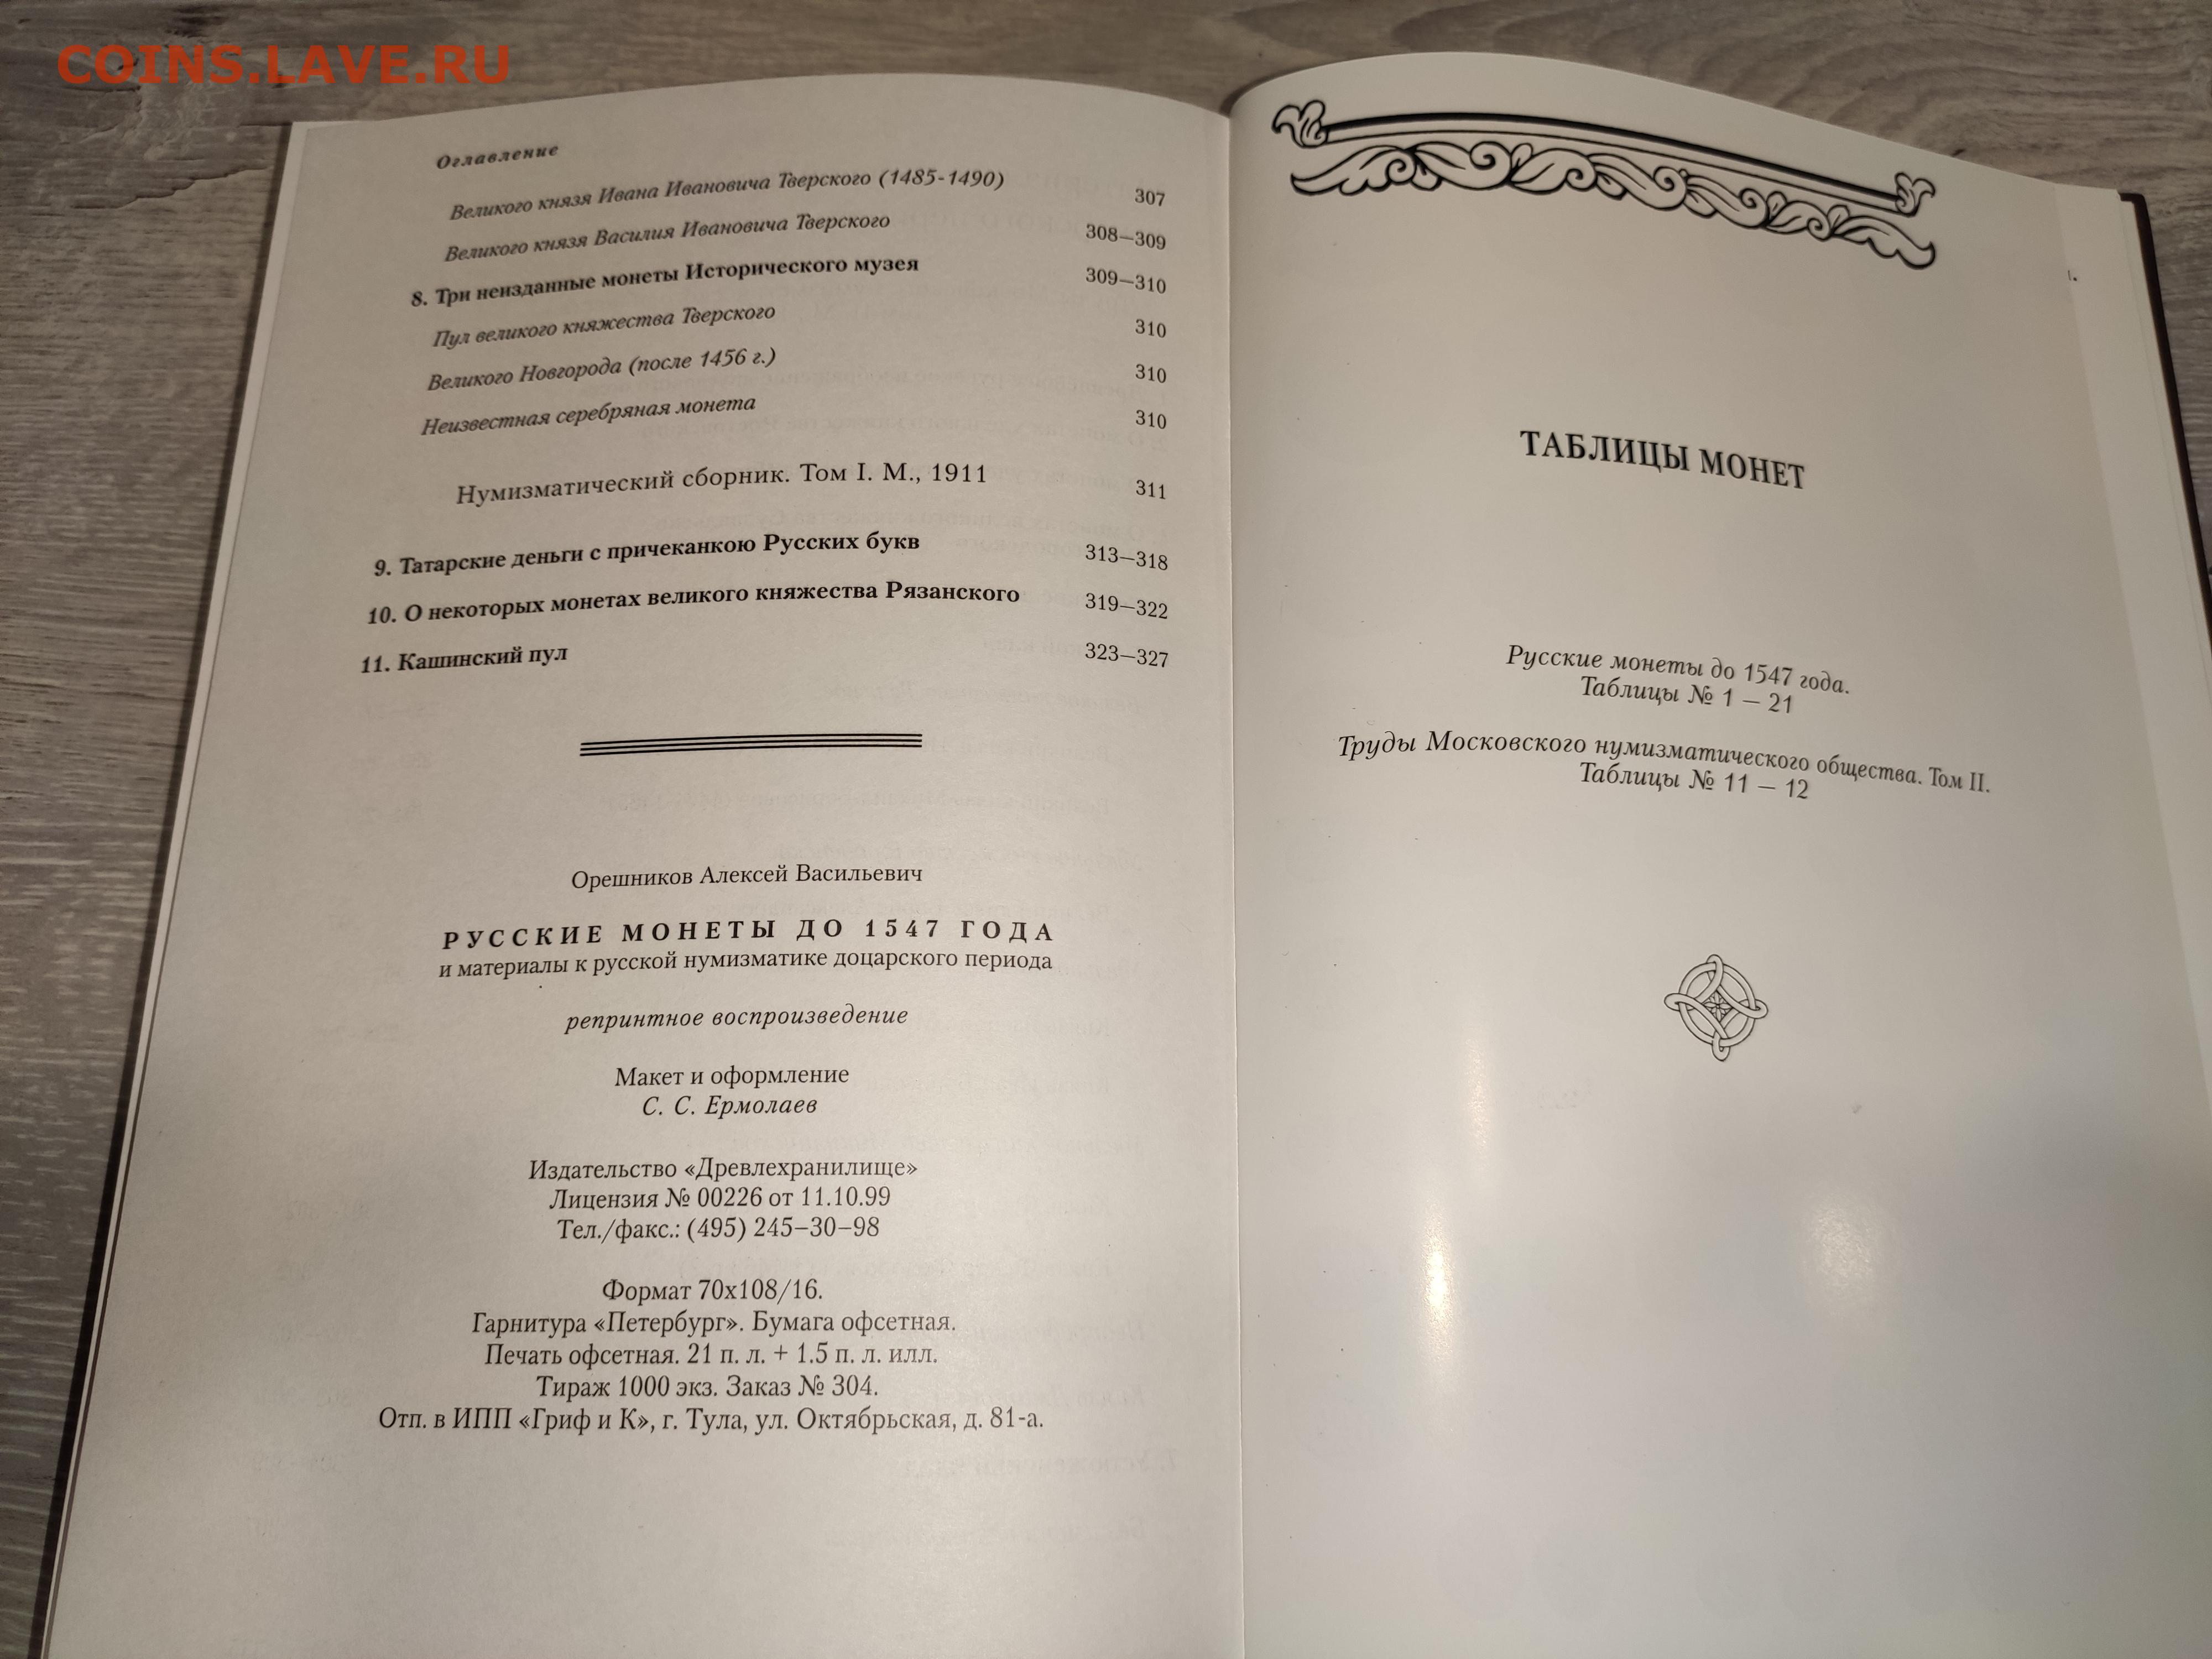 COINS.LAVE.RU
Оглавление
Великого князя Ивана Ивановича Тверского (1485-1490) 307
Великого князя Василия Ивановича Тверского 308—309
8. Три неизданные монеты Исторического музея 309—310
Пул великого княжества Тверского 310
Великого Новгорода (после 1456 г.) 310
Неизвестная серебряная монета 310
Нумизматический сборник. Том I. М., 1911 311
9. Татарские деньги с причеканкою Русских букв 313—318
10. О некоторых монетах великого княжества Рязанского 319—322
11. Кашинский пул 323—327
Орешников Алексей Васильевич
РУССКИЕ МОНЕТЫ ДО 1547 ГОДА
и материалы к русской нумизматике доцарского периода
репринтное воспроизведение
Макет и оформление
С. С. Ермолаев
Издательство «Древлехранилище»
Лицензия № 00226 от 11.10.99
Тел./факс.: (495) 245–30–98
Формат 70х108/16.
Гарнитура «Петербург». Бумага офсетная.
Печать офсетная. 21 п. л. + 1.5 п. л. илл.
Тираж 1000 экз. Заказ № 304.
Отп. в ИПП «Гриф и К», г. Тула, ул. Октябрьская, д. 81-а.
ТАБЛИЦЫ МОНЕТ
Русские монеты до 1547 года.
Таблицы № 1 — 21
Труды Московского нумизматического общества. Том II.
Таблицы № 11 — 12